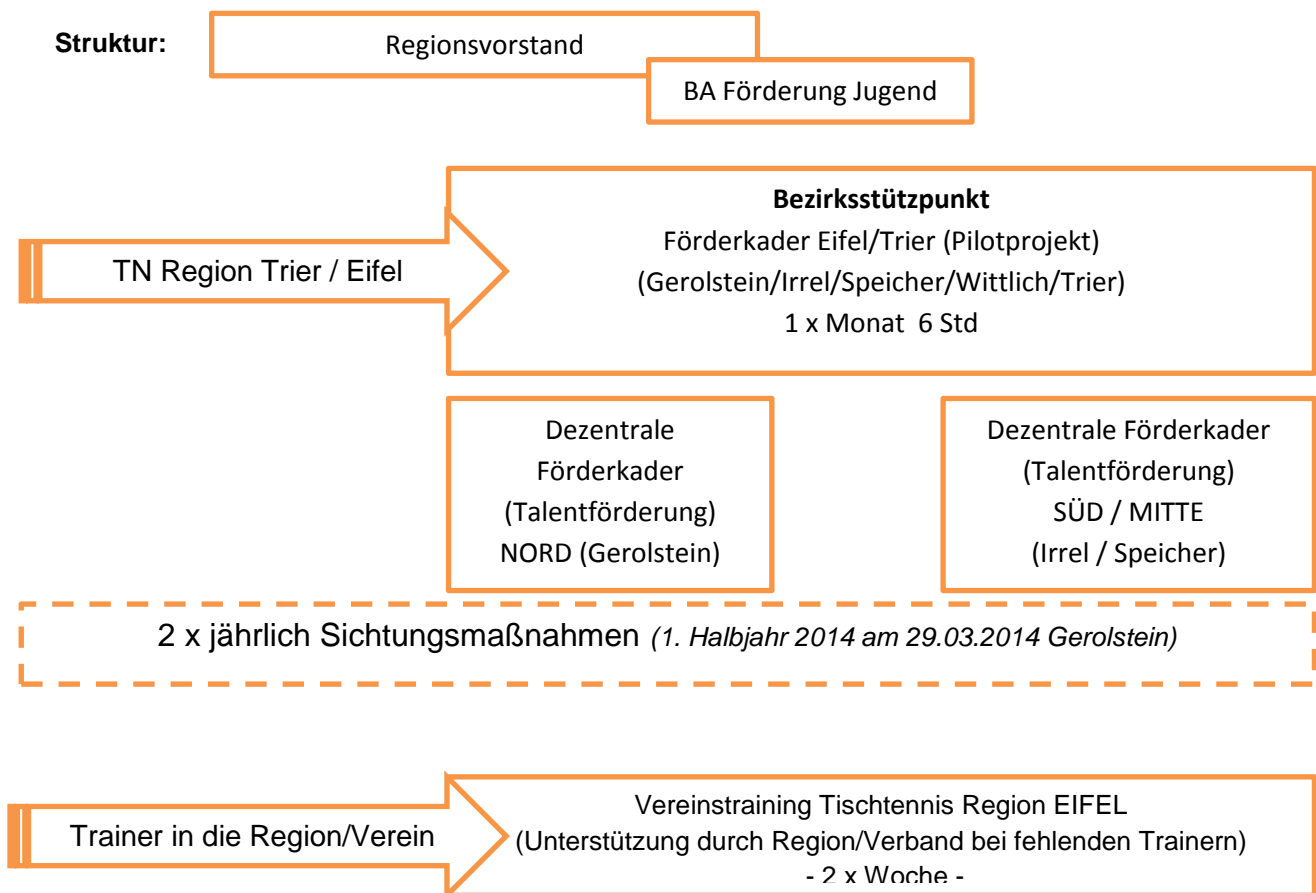 Struktur:
Regionsvorstand
BA Förderung Jugend
TN Region Trier / Eifel
Bezirksstützpunkt
Förderkader Eifel/Trier (Pilotprojekt)
(Gerolstein/Irrel/Speicher/Wittlich/Trier)
1 x Monat 6 Std
Dezentrale
Förderkader
(Talentförderung)
NORD (Gerolstein)
Dezentrale Förderkader
(Talentförderung)
SÜD / MITTE
(Irrel / Speicher)
2 x jährlich Sichtungsmaßnahmen (1. Halbjahr 2014 am 29.03.2014 Gerolstein)
Trainer in die Region/Verein
Vereinstraining Tischtennis Region EIFEL
(Unterstützung durch Region/Verband bei fehlenden Trainern)
- 2 x Woche -